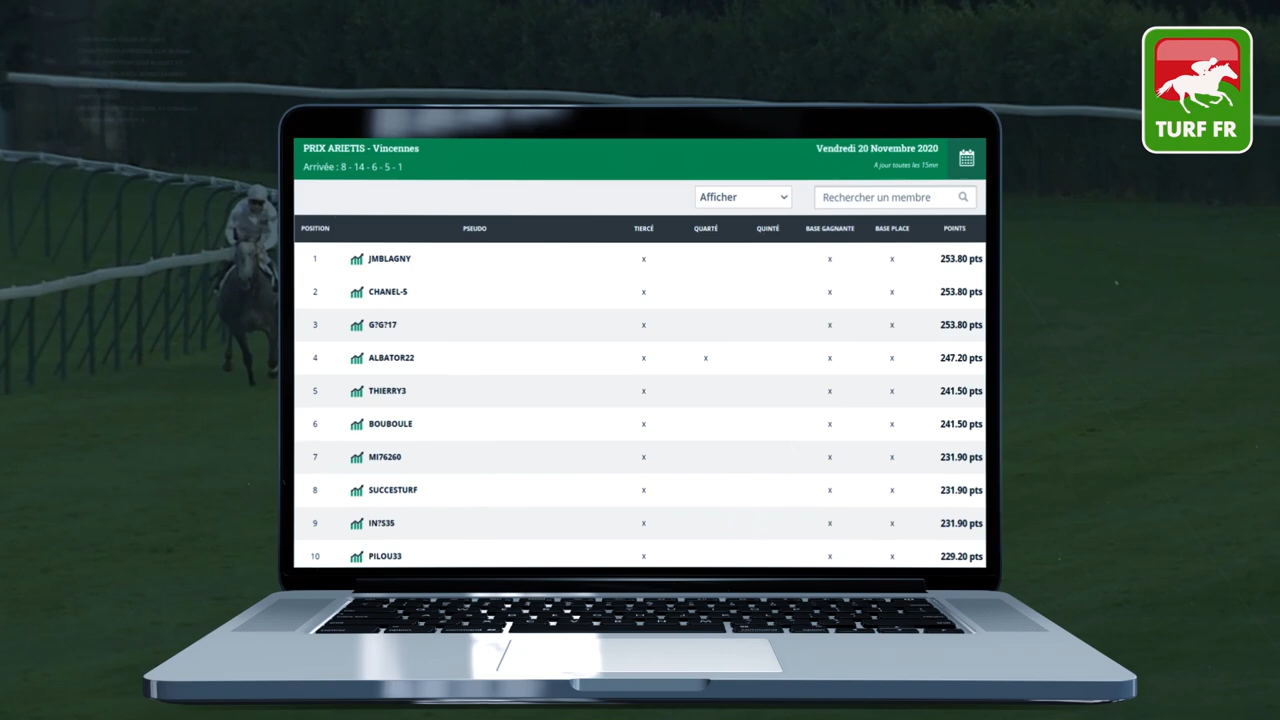 TURF FR
PRIX ARIETIS - Vincennes
Vendredi 20 Novembre 2020
Arrivée : 8 - 14 - 6 - 5 - 1
A jour toutes les 15mn
Afficher
Rechercher un membre
POSITION PSEUDO TIERCÉ QUARTÉ QUINTÉ BASE GAGNANTE BASE PLACE POINTS
1 JMBLAGNY x x x 253.80 pts
2 CHANEL-5 x x x 253.80 pts
3 G?G?17 x x x 253.80 pts
4 ALBATOR22 x x x x 247.20 pts
5 THIERRY3 x x x 241.50 pts
6 BOUBOULE x x x 241.50 pts
7 MI76260 x x x 231.90 pts
8 SUCCESTURF x x x 231.90 pts
9 IN?S35 x x x 231.90 pts
10 PILOU33 x x x 229.20 pts